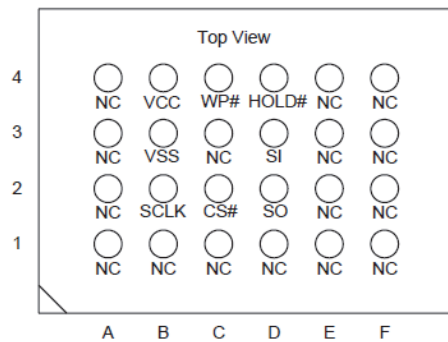 Top View
4
NC VCC WP# HOLD# NC NC
3
NC VSS NC SI NC NC
2
NC SCLK CS# SO NC NC
1
NC NC NC NC NC NC
A B C D E F